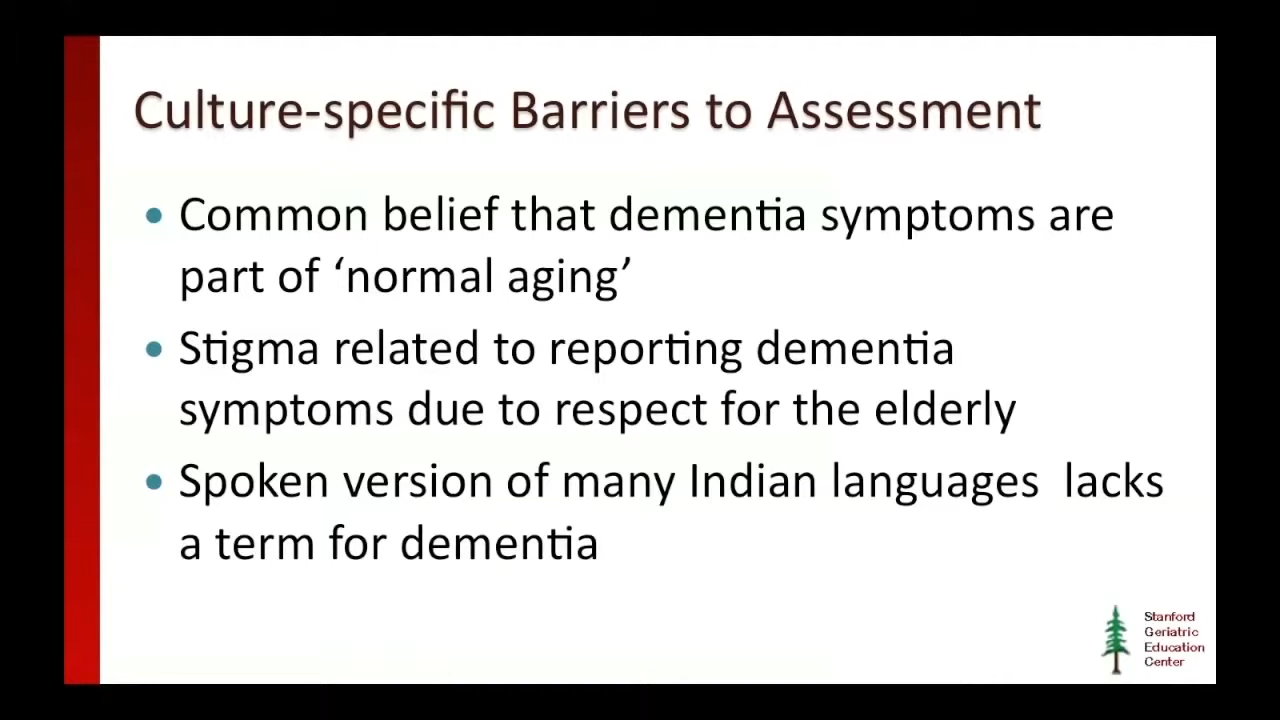 Culture-specific Barriers to Assessment
• Common belief that dementia symptoms are
part of ‘normal aging’
• Stigma related to reporting dementia
symptoms due to respect for the elderly
• Spoken version of many Indian languages  lacks
a term for dementia
Stanford
Geriatric
Education
Center